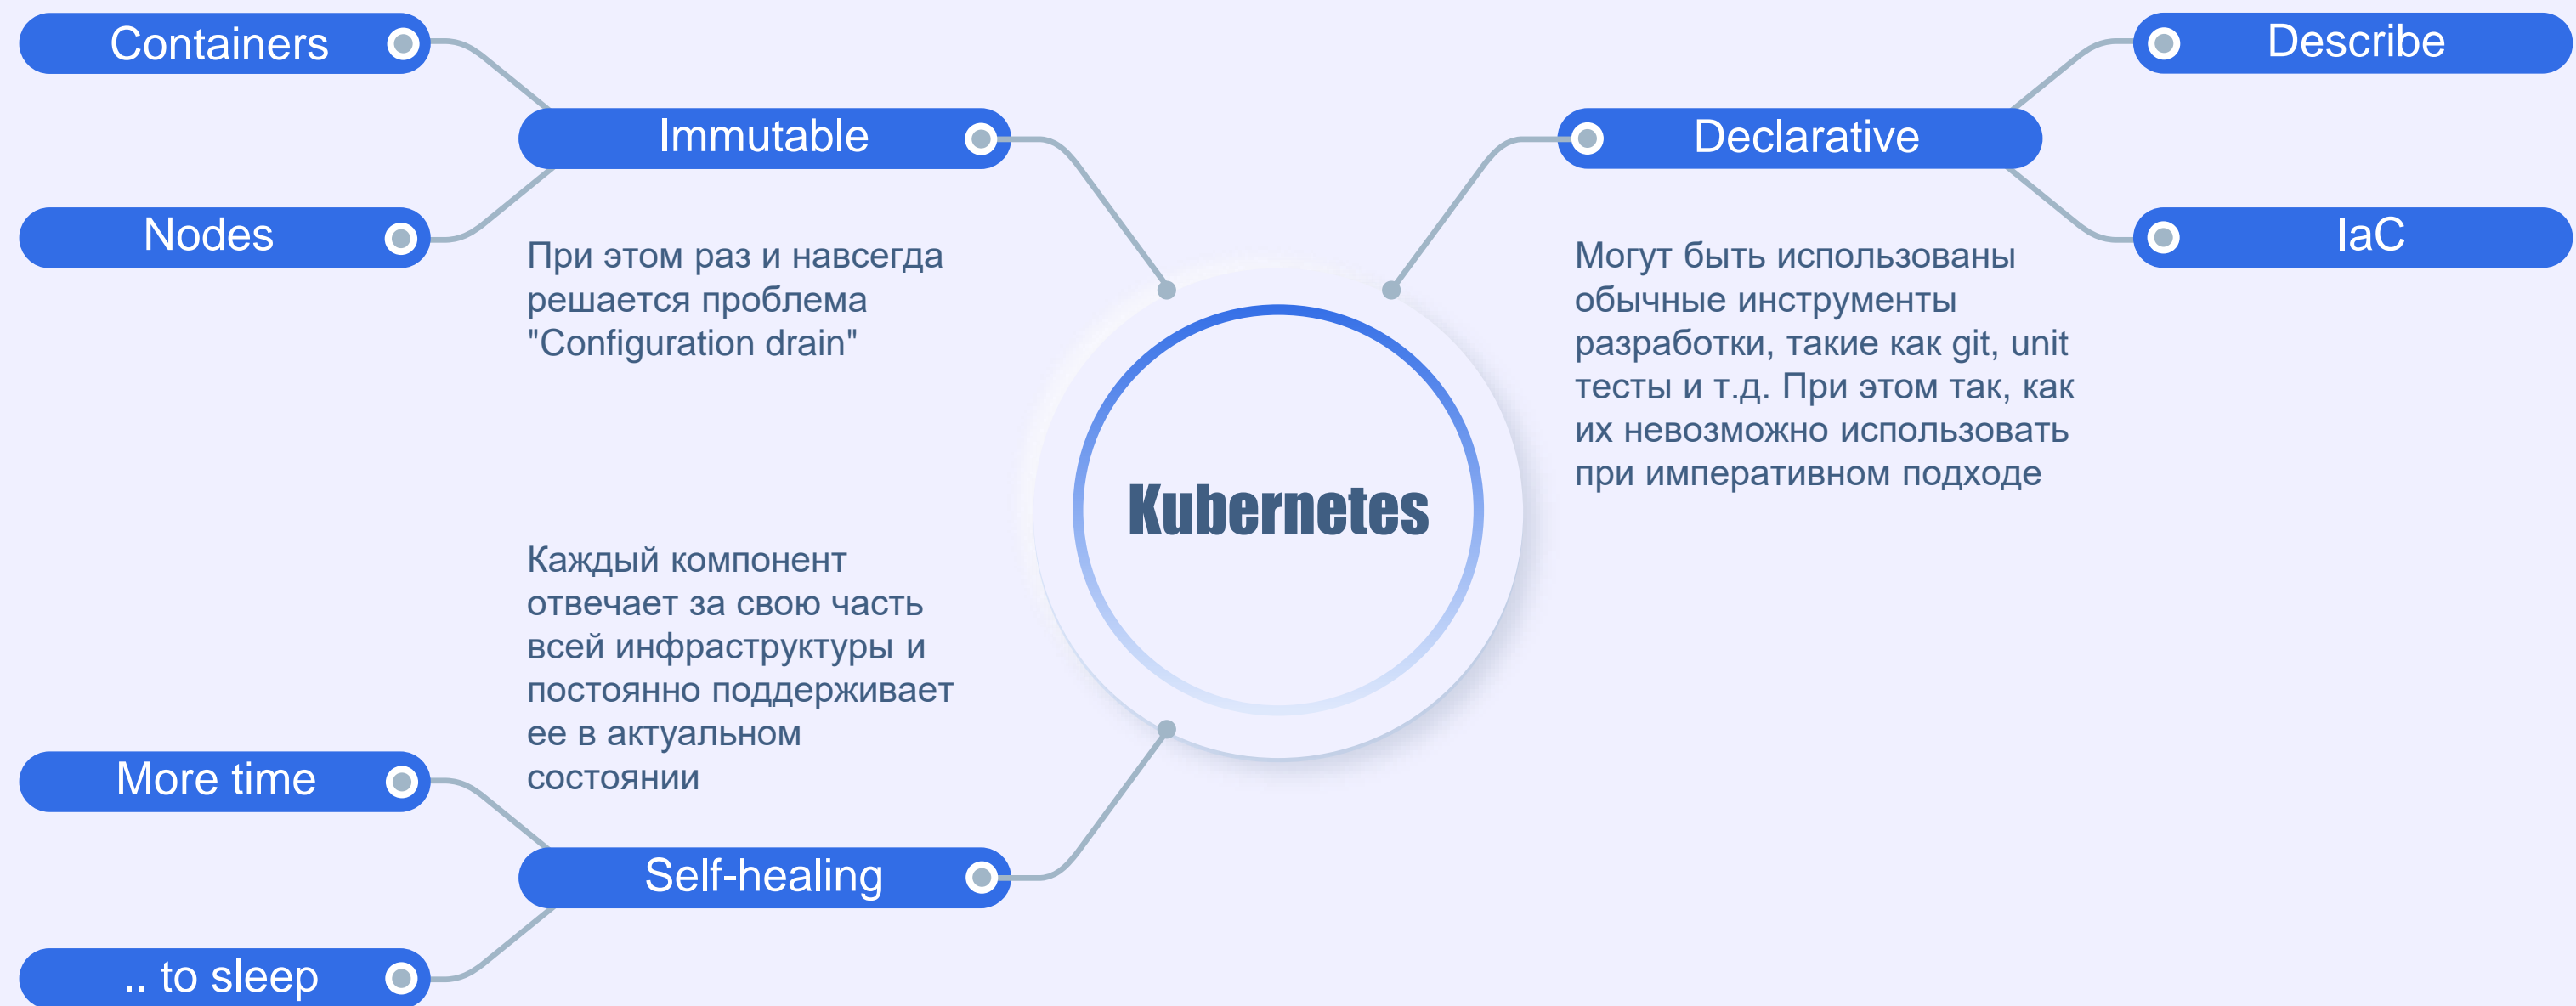 Containers
Immutable
Nodes
При этом раз и навсегда
решается проблема
"Configuration drain"
Describe
Declarative
IaC
Могут быть использованы
обычные инструменты
разработки, такие как git, unit
тесты и т.д. При этом так, как
их невозможно использовать
при императивном подходе
Kubernetes
Каждый компонент
отвечает за свою часть
всей инфраструктуры и
постоянно поддерживает
ее в актуальном
состоянии
More time
Self-healing
.. to sleep